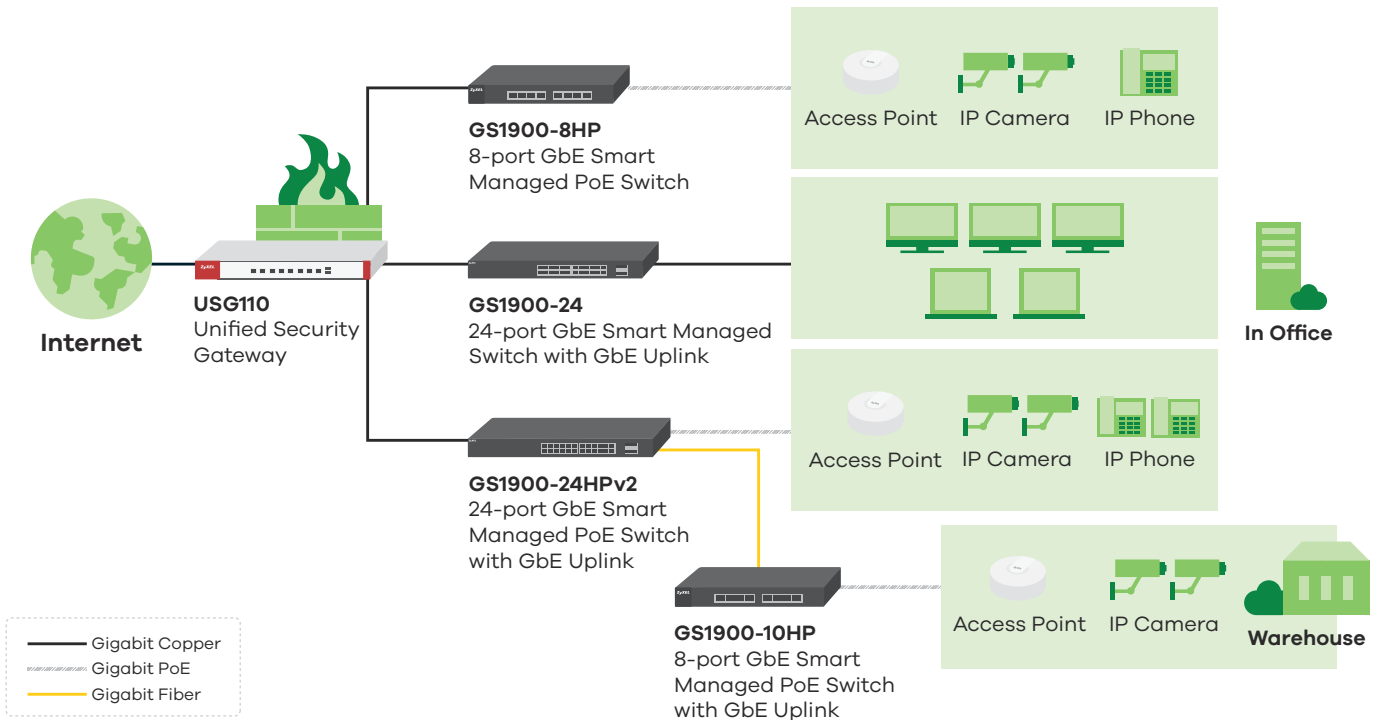 Internet
ZyXEL
USG110
Unified Security
Gateway
ZyXEL
GS1900-8HP
8-port GbE Smart
Managed PoE Switch
GS1900-24
24-port GbE Smart Managed
Switch with GbE Uplink
GS1900-24HPv2
24-port GbE Smart
Managed PoE Switch
with GbE Uplink
ZyXEL
GS1900-10HP
8-port GbE Smart
Managed PoE Switch
with GbE Uplink
Access Point IP Camera IP Phone
In Office
Access Point IP Camera IP Phone
Access Point IP Camera
Warehouse
Gigabit Copper
Gigabit PoE
Gigabit Fiber